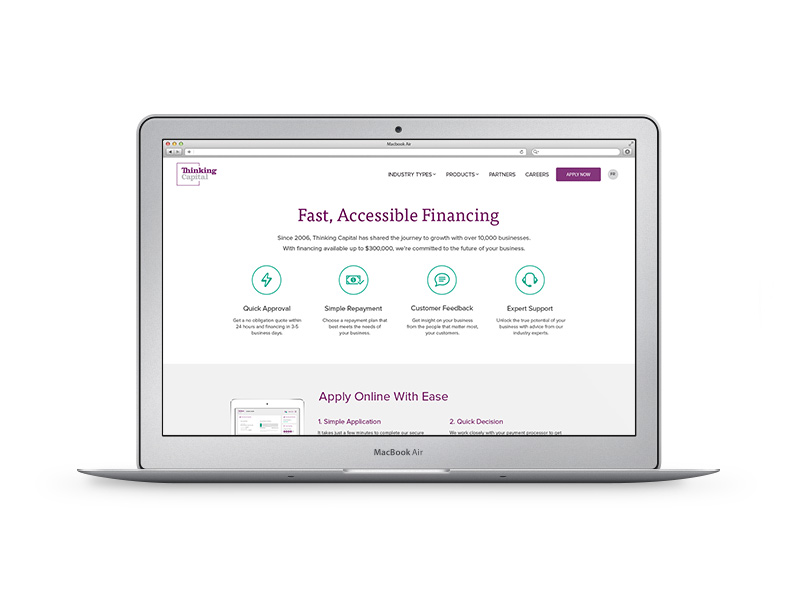 Macbook Air
Thinking
Capital
INDUSTRY TYPES PRODUCTS PARTNERS CAREERS APPLY NOW FR
Fast, Accessible Financing
Since 2006, Thinking Capital has shared the journey to growth with over 10,000 businesses.
With financing available up to $300,000, we're committed to the future of your business.
Quick Approval
Get a no obligation quote within
24 hours and financing in 3-5
business days.
Simple Repayment
Choose a repayment plan that
best meets the needs of
your business.
Customer Feedback
Get insight on your business
from the people that matter most,
your customers.
Expert Support
Unlock the true potential of your
business with advice from our
industry experts.
Apply Online With Ease
1. Simple Application
It takes just a few minutes to complete our secure
2. Quick Decision
We work closely with your payment processor to get
MacBook Air